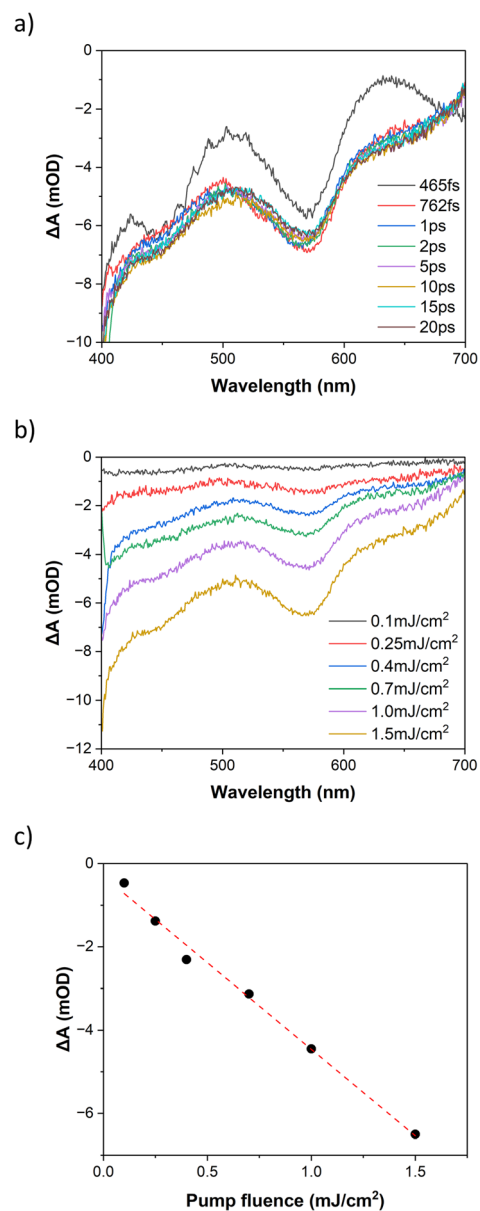 a)
0
−2
−4
−6
−8
−10
ΔA (mOD)
465fs
762fs
1ps
2ps
5ps
10ps
15ps
20ps
400 500 600 700
Wavelength (nm)
b)
0
−2
−4
−6
−8
−10
−12
ΔA (mOD)
0.1mJ/cm²
0.25mJ/cm²
0.4mJ/cm²
0.7mJ/cm²
1.0mJ/cm²
1.5mJ/cm²
400 500 600 700
Wavelength (nm)
c)
0
−2
−4
−6
ΔA (mOD)
0.0 0.5 1.0 1.5
Pump fluence (mJ/cm²)